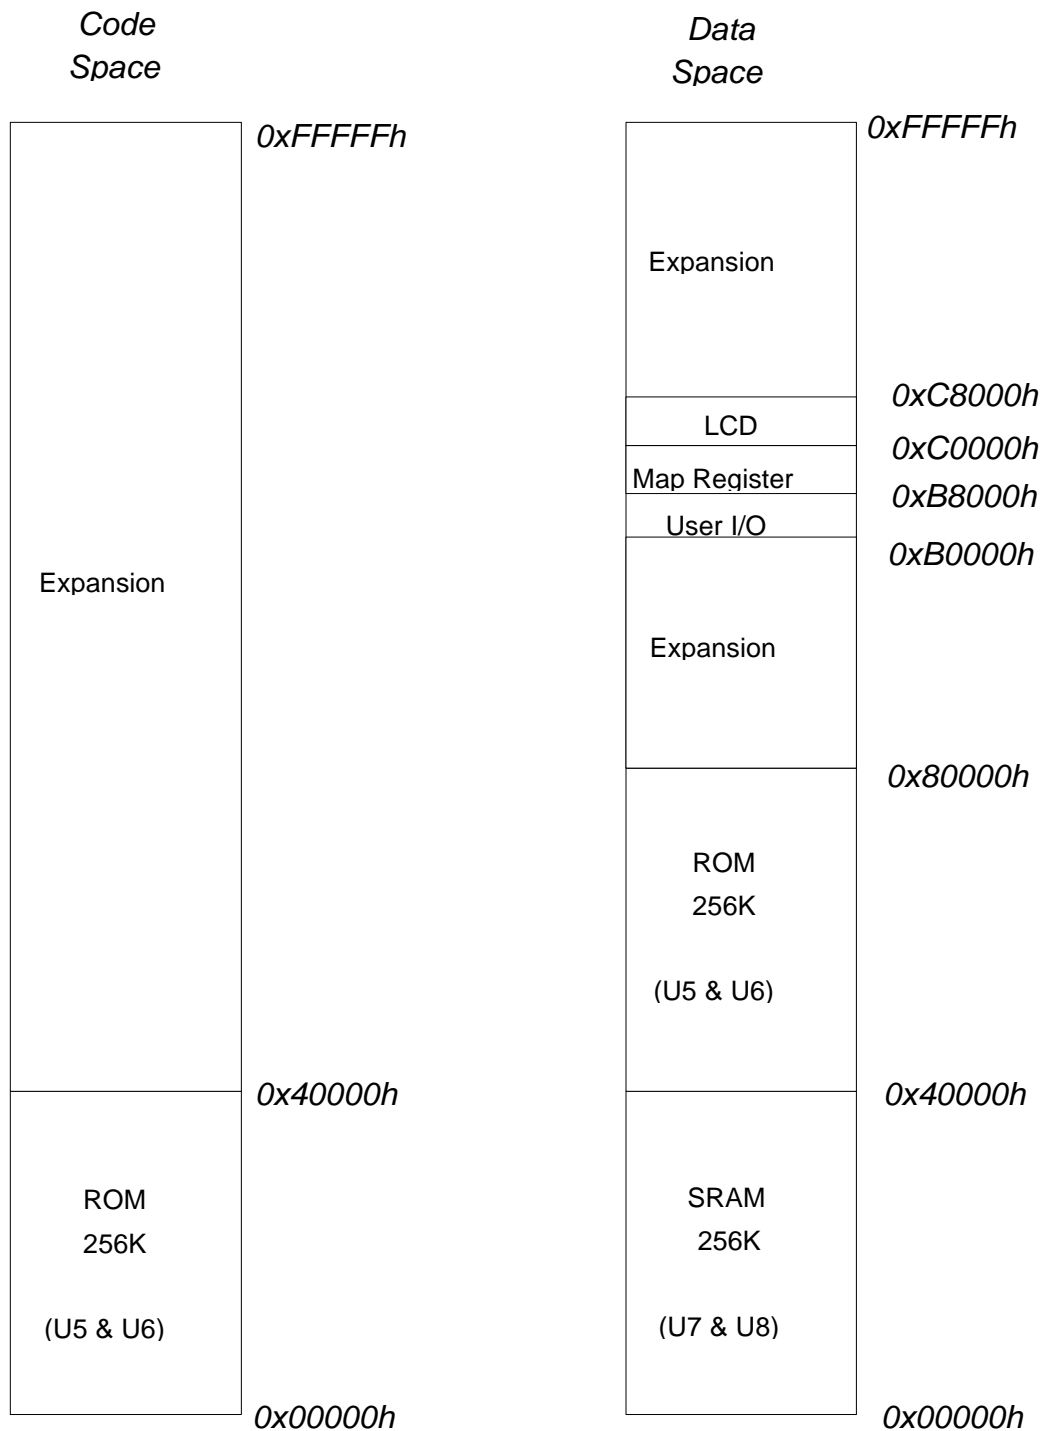 Code
Space
0xFFFFFh
Expansion
0x40000h
ROM
256K
(U5 & U6)
0x00000h
Data
Space
0xFFFFFh
Expansion
0xC8000h
LCD
0xC0000h
Map Register
0xB8000h
User I/O
0xB0000h
Expansion
0x80000h
ROM
256K
(U5 & U6)
0x40000h
SRAM
256K
(U7 & U8)
0x00000h